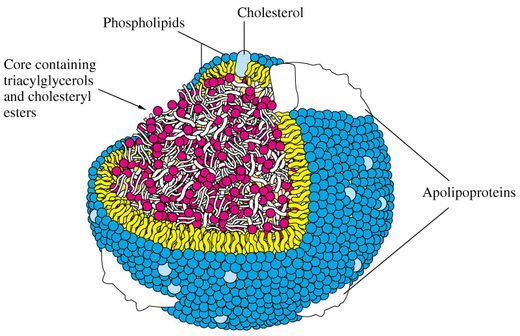 Cholesterol
Phospholipids
Core containing
triacylglycerols
and cholesteryl
esters
Apolipoproteins